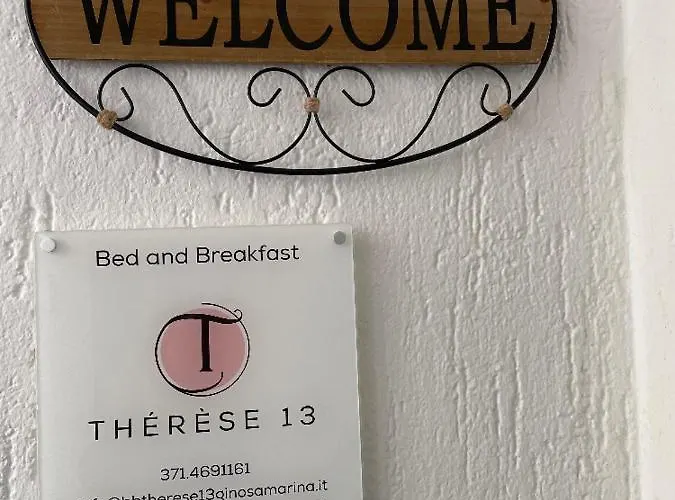 WELCOME
Bed and Breakfast
T
THÉRÈSE 13
371.4691161